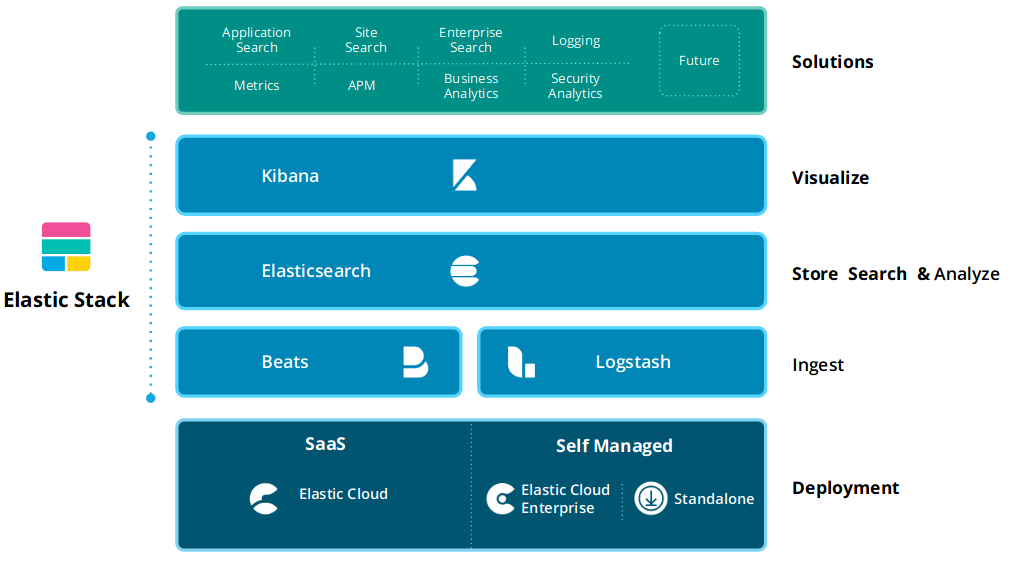 Application
Search
Site
Search
Enterprise
Search
Logging
Future
Metrics
APM
Business
Analytics
Security
Analytics
Solutions
Kibana
Visualize
Elastic Stack
Elasticsearch
Store Search & Analyze
Beats
Logstash
Ingest
SaaS
Self Managed
Elastic Cloud
Elastic Cloud
Enterprise
Standalone
Deployment